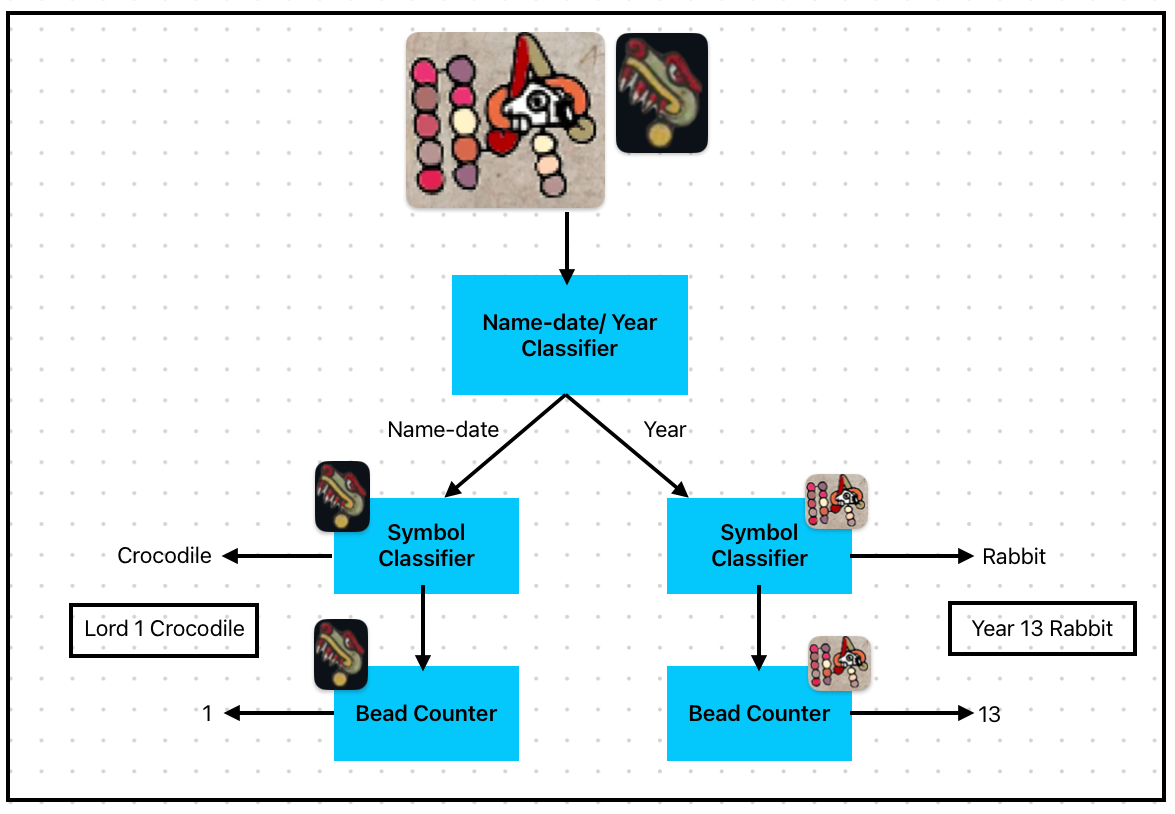 Name-date/ Year
Classifier
Name-date
Year
Symbol
Classifier
Symbol
Classifier
Crocodile
Rabbit
Lord 1 Crocodile
Year 13 Rabbit
1
Bead Counter
Bead Counter
13